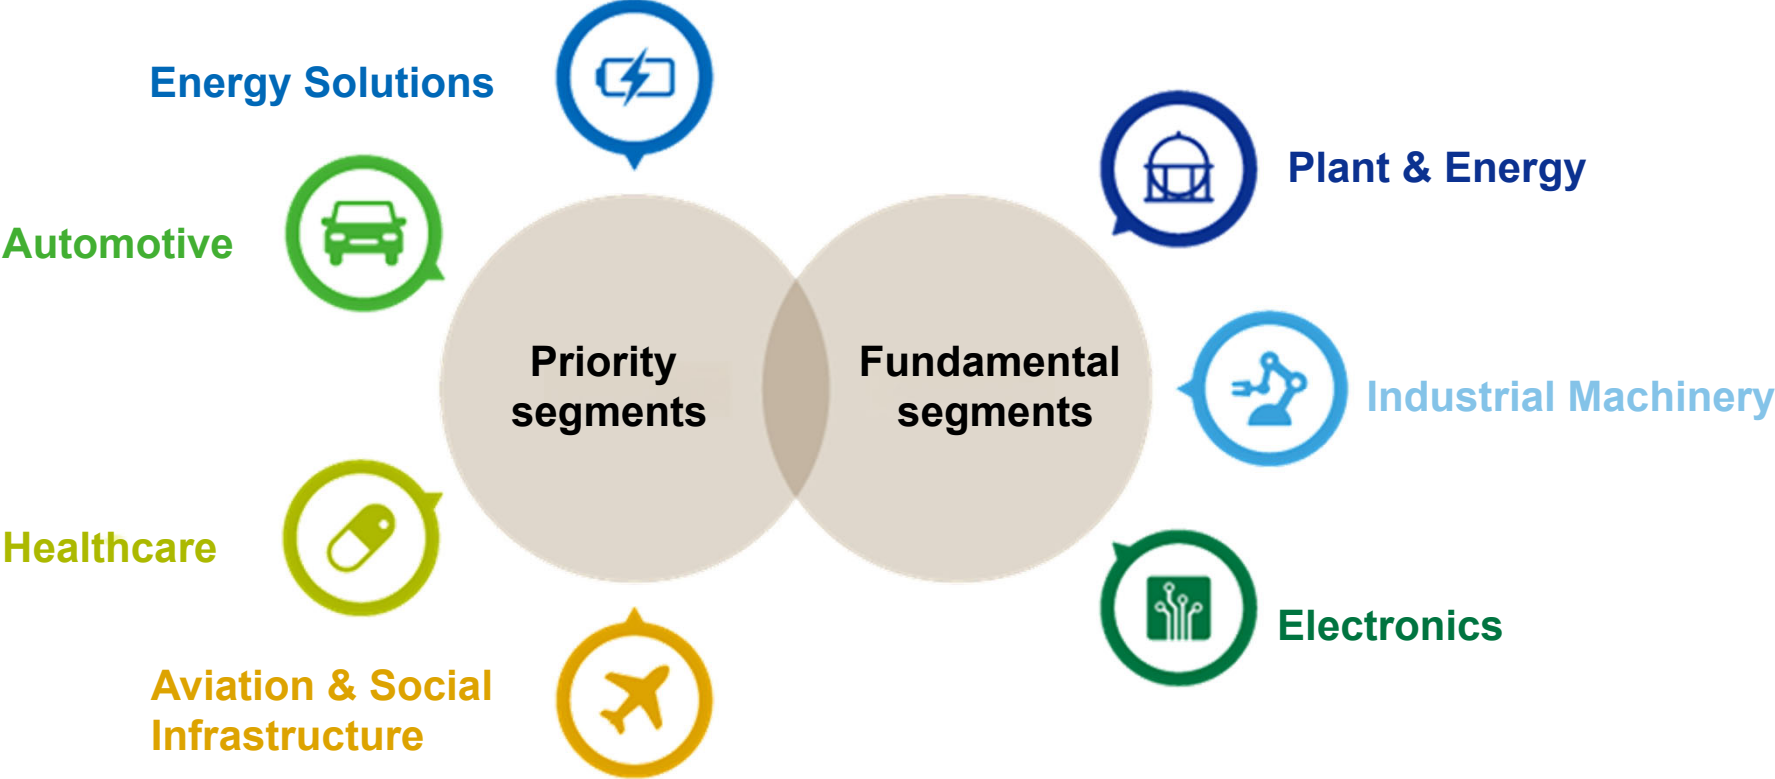 Energy Solutions
Automotive
Healthcare
Aviation & Social
Infrastructure
Priority
segments
Fundamental
segments
Plant & Energy
Industrial Machinery
Electronics